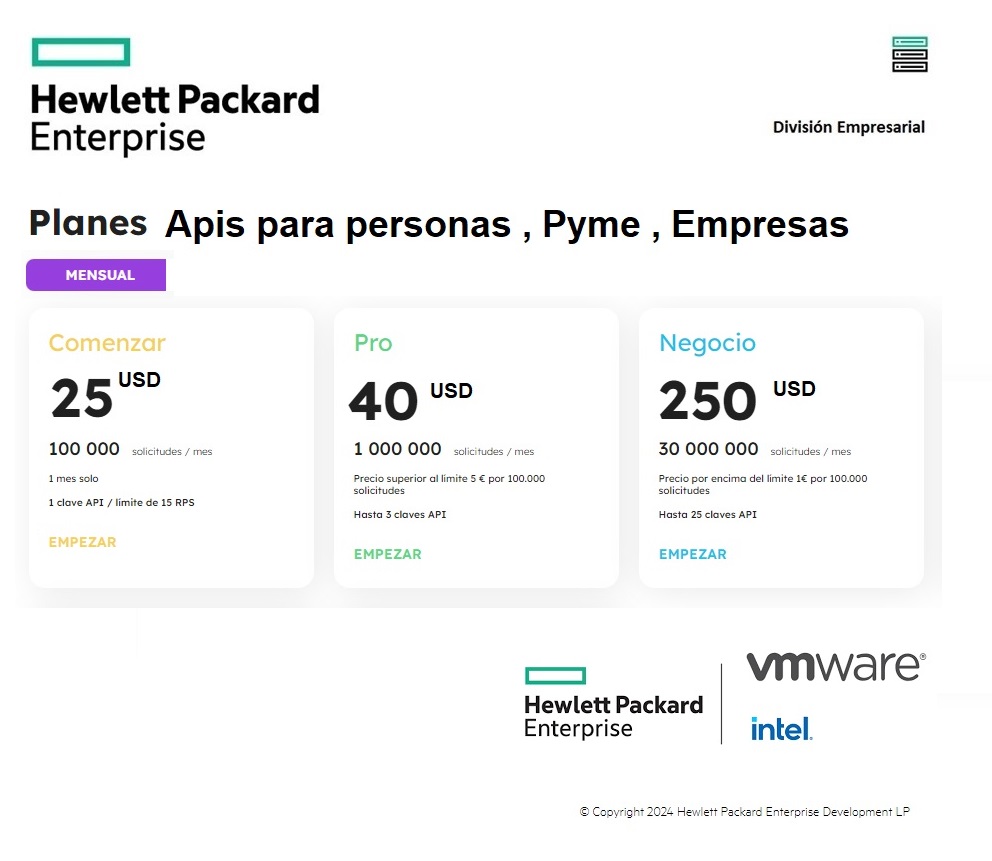 Hewlett Packard
Enterprise
División Empresarial
Planes Apis para personas , Pyme , Empresas
MENSUAL
Comenzar
25 USD
100 000 solicitudes / mes
1 mes solo
1 clave API / límite de 15 RPS
EMPEZAR
Pro
40 USD
1 000 000 solicitudes / mes
Precio superior al límite 5 € por 100.000
solicitudes
Hasta 3 claves API
EMPEZAR
Negocio
250 USD
30 000 000 solicitudes / mes
Precio por encima del límite 1€ por 100.000
solicitudes
Hasta 25 claves API
EMPEZAR
Hewlett Packard
Enterprise
vmware®
intel.
© Copyright 2024 Hewlett Packard Enterprise Development LP